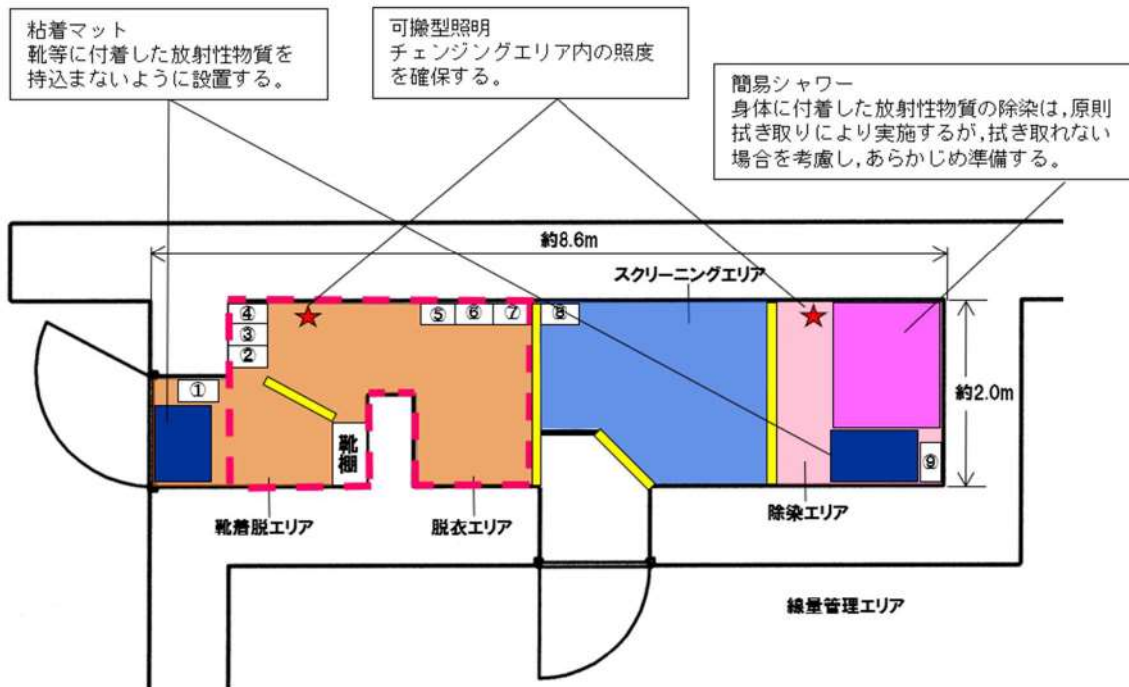 粘着マット
靴等に付着した放射性物質を
持込まないように設置する。
可搬型照明
チェンジングエリア内の照度
を確保する。
簡易シャワー
身体に付着した放射性物質の除染は,原則
拭き取りにより実施するが,拭き取れない
場合を考慮し,あらかじめ準備する。
約8.6m
スクリーニングエリア
④
③
②
①
⑤ ⑥ ⑦ ⑧
約2.0m
靴棚
⑨
靴着脱エリア
脱衣エリア
除染エリア
線量管理エリア